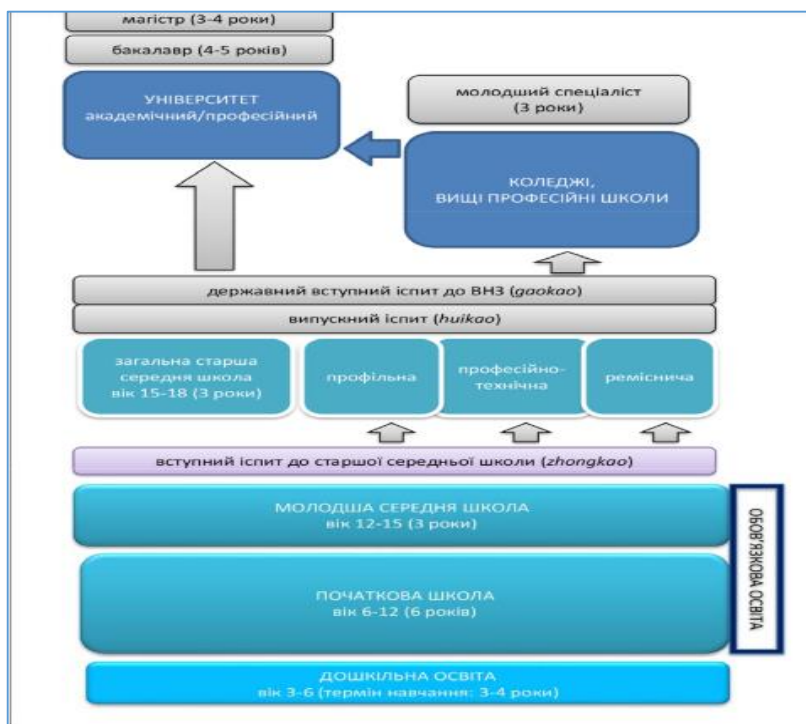 магістр (3-4 роки)
бакалавр (4-5 років)
УНІВЕРСИТЕТ
академічний/професійний
молодший спеціаліст
(3 роки)
КОЛЕДЖІ,
ВИЩІ ПРОФЕСІЙНІ ШКОЛИ
державний вступний іспит до ВНЗ (gaokao)
випускний іспит (huikao)
загальна старша
середня школа
вік 15-18 (3 роки)
профільна
професійно-
технічна
реміснича
вступний іспит до старшої середньої школи (zhongkao)
МОЛОДША СЕРЕДНЯ ШКОЛА
вік 12-15 (3 роки)
ПОЧАТКОВА ШКОЛА
вік 6-12 (6 років)
ОБОВ'ЯЗКОВА ОСВІТА
ДОШКІЛЬНА ОСВІТА
вік 3-6 (термін навчання: 3-4 роки)